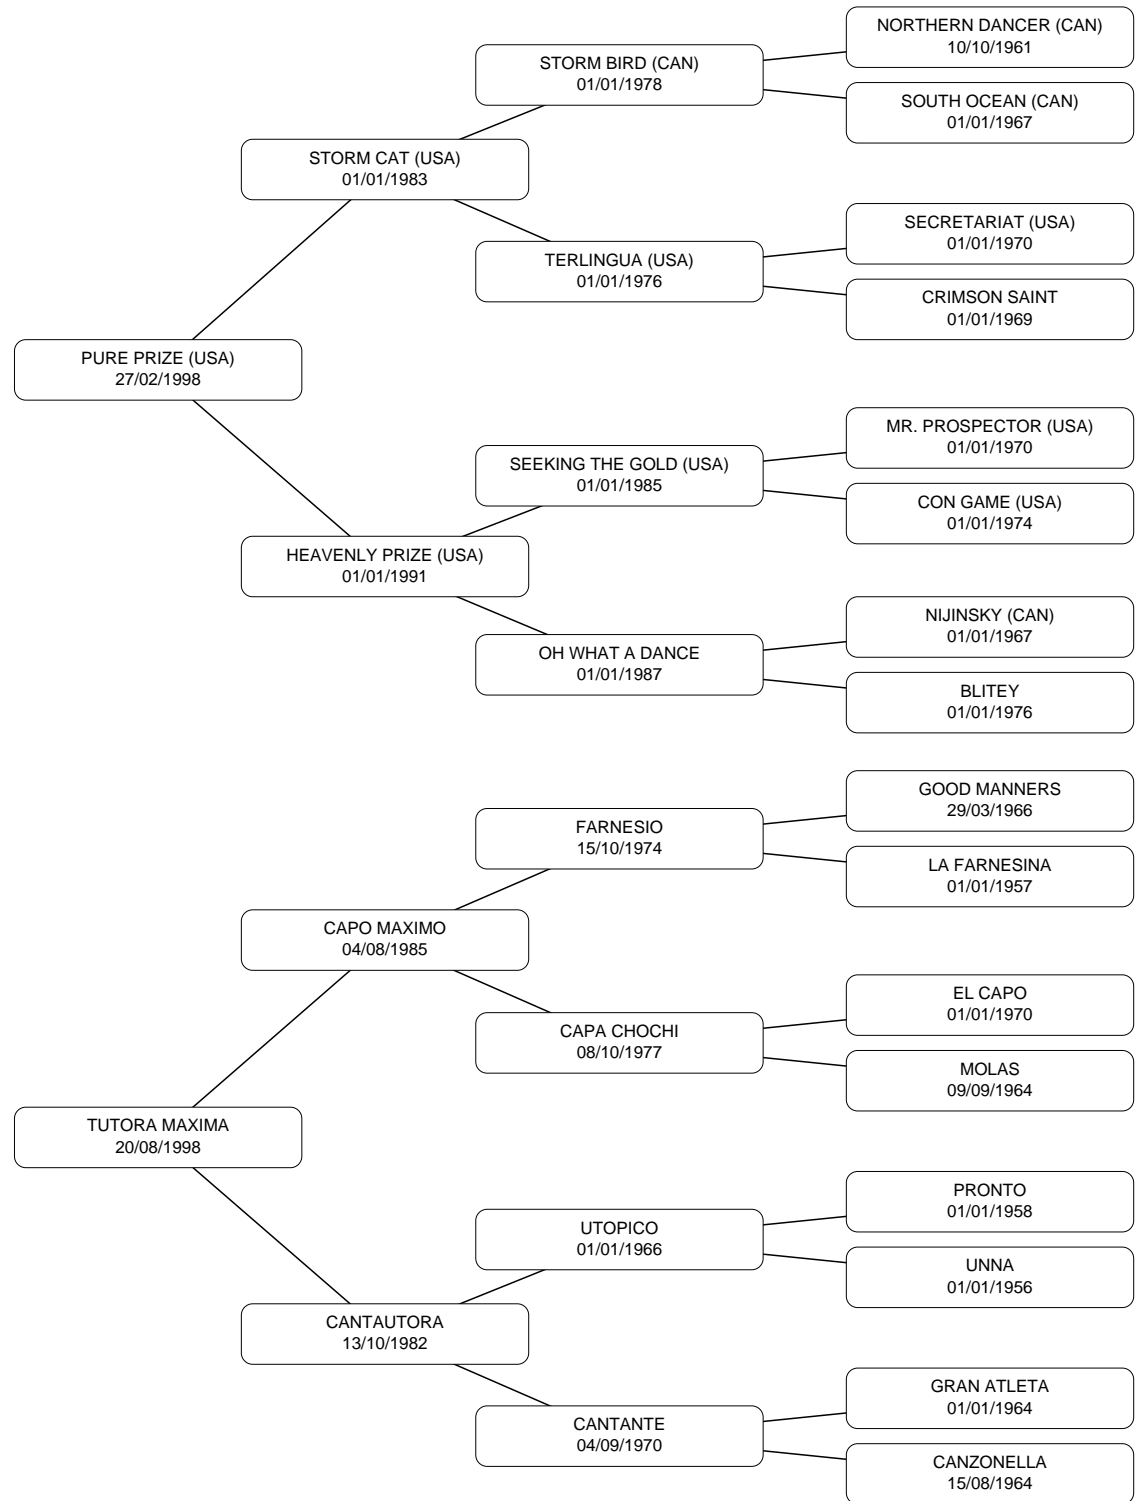 NORTHERN DANCER (CAN)
10/10/1961
STORM BIRD (CAN)
01/01/1978
SOUTH OCEAN (CAN)
01/01/1967
STORM CAT (USA)
01/01/1983
SECRETARIAT (USA)
01/01/1970
TERLINGUA (USA)
01/01/1976
CRIMSON SAINT
01/01/1969
PURE PRIZE (USA)
27/02/1998
MR. PROSPECTOR (USA)
01/01/1970
SEEKING THE GOLD (USA)
01/01/1985
CON GAME (USA)
01/01/1974
HEAVENLY PRIZE (USA)
01/01/1991
NIJINSKY (CAN)
01/01/1967
OH WHAT A DANCE
01/01/1987
BLITEY
01/01/1976
GOOD MANNERS
29/03/1966
FARNESIO
15/10/1974
LA FARNESINA
01/01/1957
CAPO MAXIMO
04/08/1985
EL CAPO
01/01/1970
CAPA CHOCHI
08/10/1977
MOLAS
09/09/1964
TUTORA MAXIMA
20/08/1998
PRONTO
01/01/1958
UTOPICO
01/01/1966
UNNA
01/01/1956
CANTAUTORA
13/10/1982
GRAN ATLETA
01/01/1964
CANTANTE
04/09/1970
CANZONELLA
15/08/1964